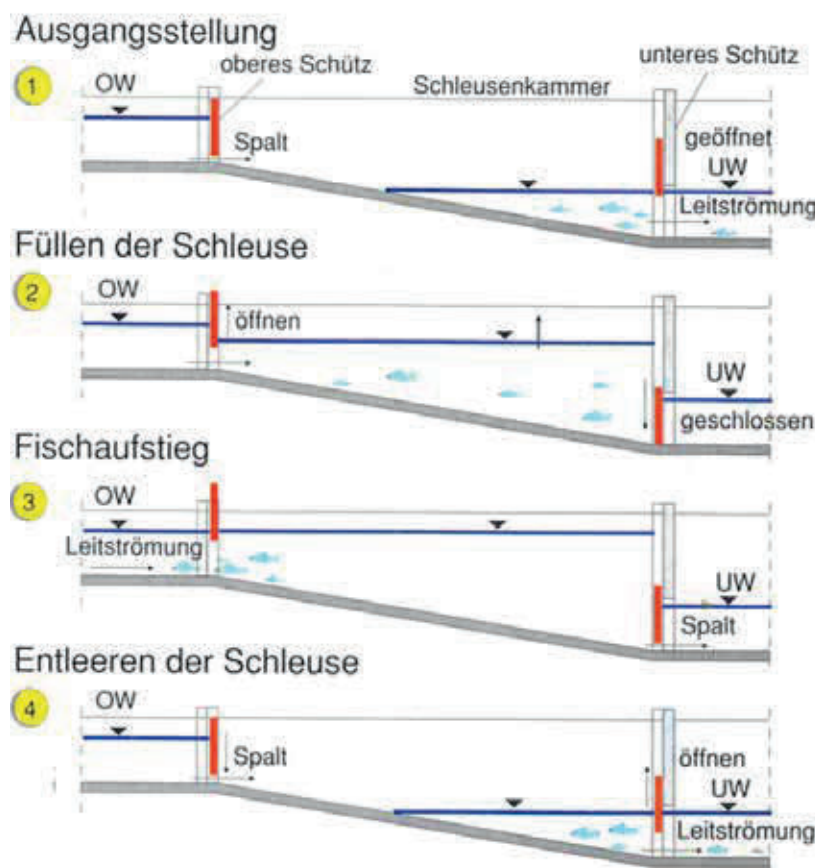 Ausgangsstellung
1
OW
oberes Schütz
Schleusenkammer
unteres Schütz
Spalt
geöffnet
UW
Leitströmung
Füllen der Schleuse
2
OW
öffnen
UW
geschlossen
Fischaufstieg
3
OW
Leitströmung
UW
Spalt
Entleeren der Schleuse
4
OW
Spalt
öffnen
UW
Leitströmung